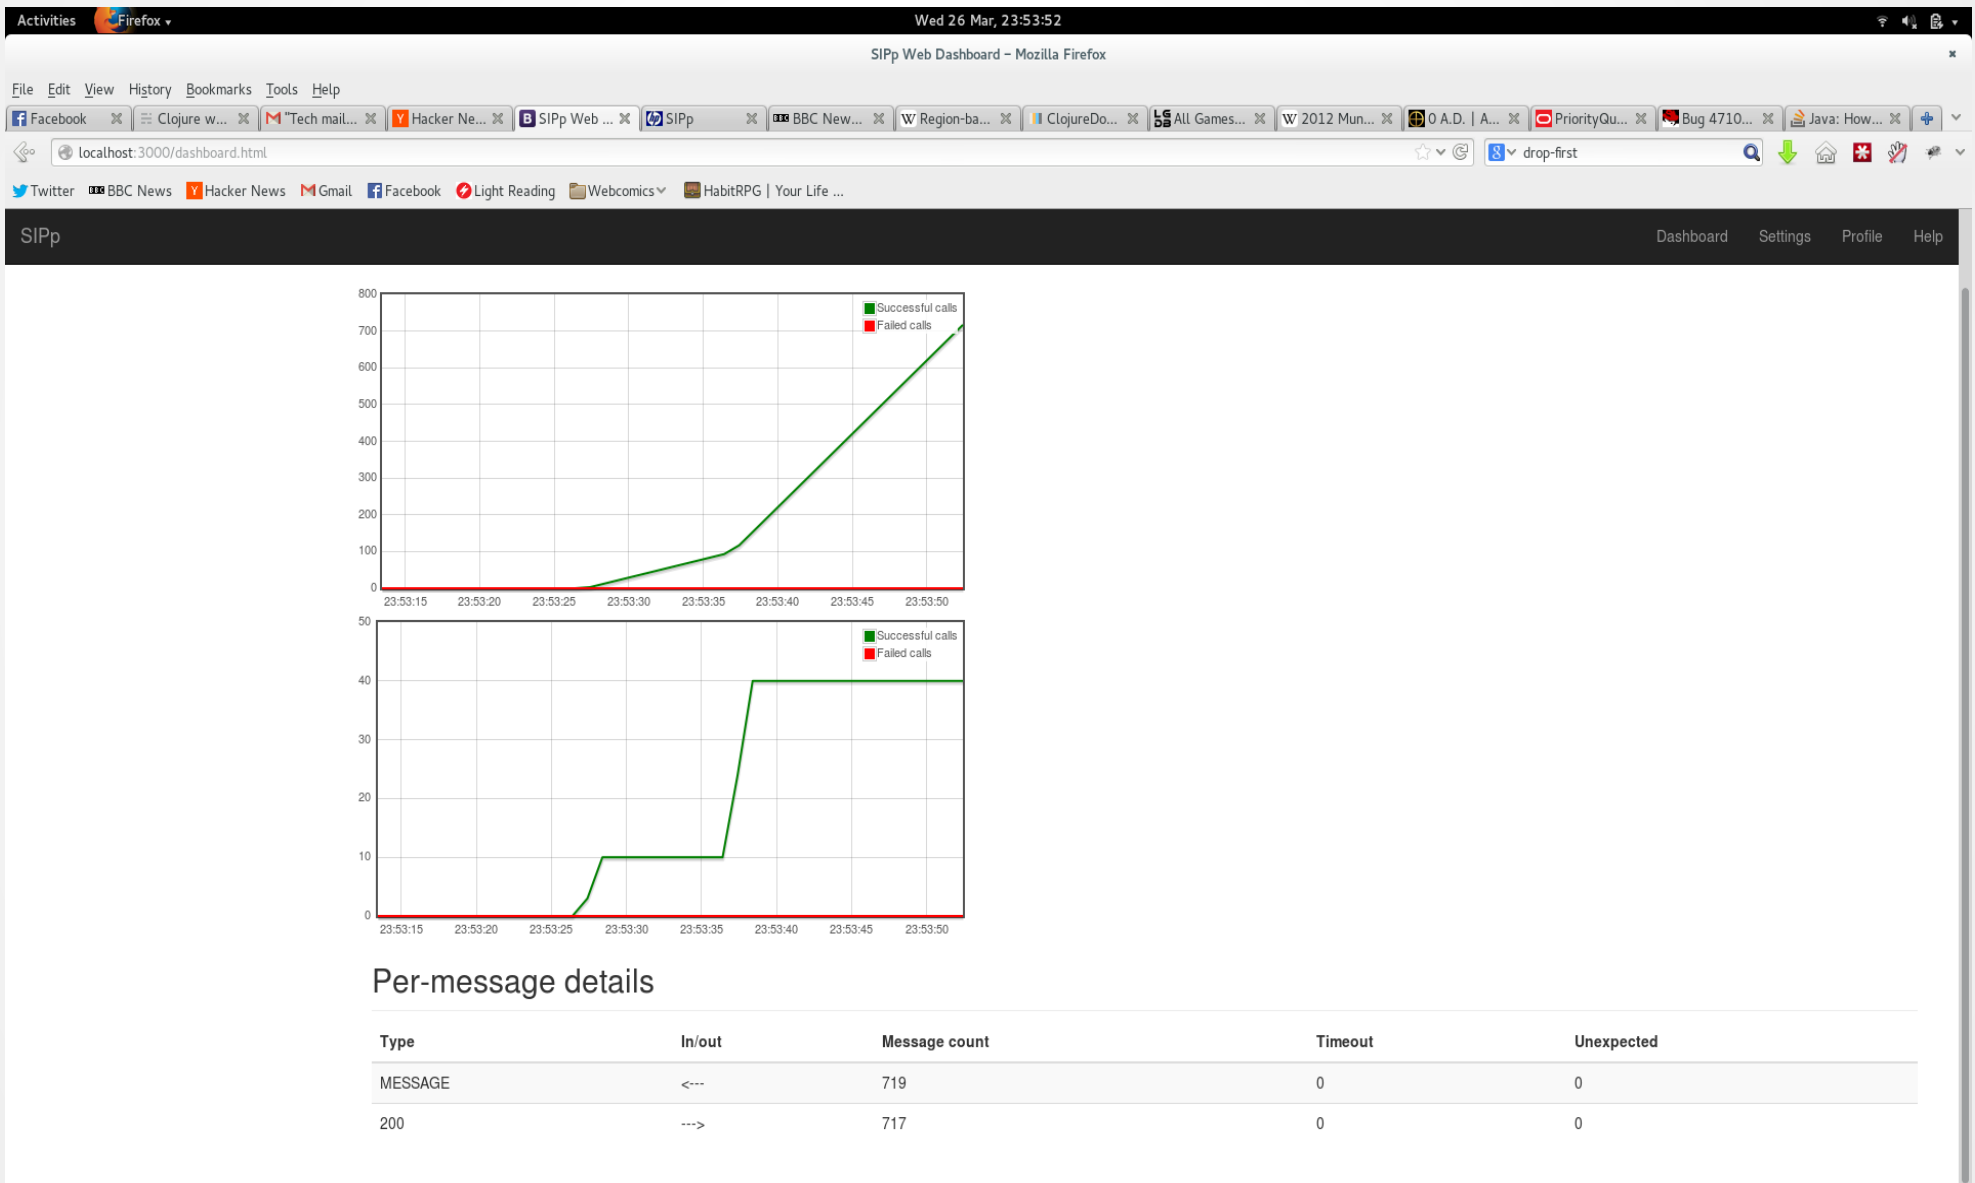 Activities Firefox Wed 26 Mar, 23:53:52
SIPp Web Dashboard – Mozilla Firefox
File Edit View History Bookmarks Tools Help
Facebook Clojure w... "Tech mail... Hacker Ne... SIPp Web ... SIPp BBC New... Region-ba... ClojureDo... All Games... 2012 Mun... 0 A.D. | A... PriorityQu... Bug 4710... Java: How...
localhost:3000/dashboard.html drop-first
Twitter BBC News Hacker News Gmail Facebook Light Reading Webcomics HabitRPG | Your Life ...
SIPp Dashboard Settings Profile Help
800
700
600
500
400
300
200
100
0
Successful calls
Failed calls
23:53:15 23:53:20 23:53:25 23:53:30 23:53:35 23:53:40 23:53:45 23:53:50
50
40
30
20
10
0
Successful calls
Failed calls
23:53:15 23:53:20 23:53:25 23:53:30 23:53:35 23:53:40 23:53:45 23:53:50
Per-message details
Type In/out Message count Timeout Unexpected
MESSAGE <--- 719 0 0
200 ---> 717 0 0